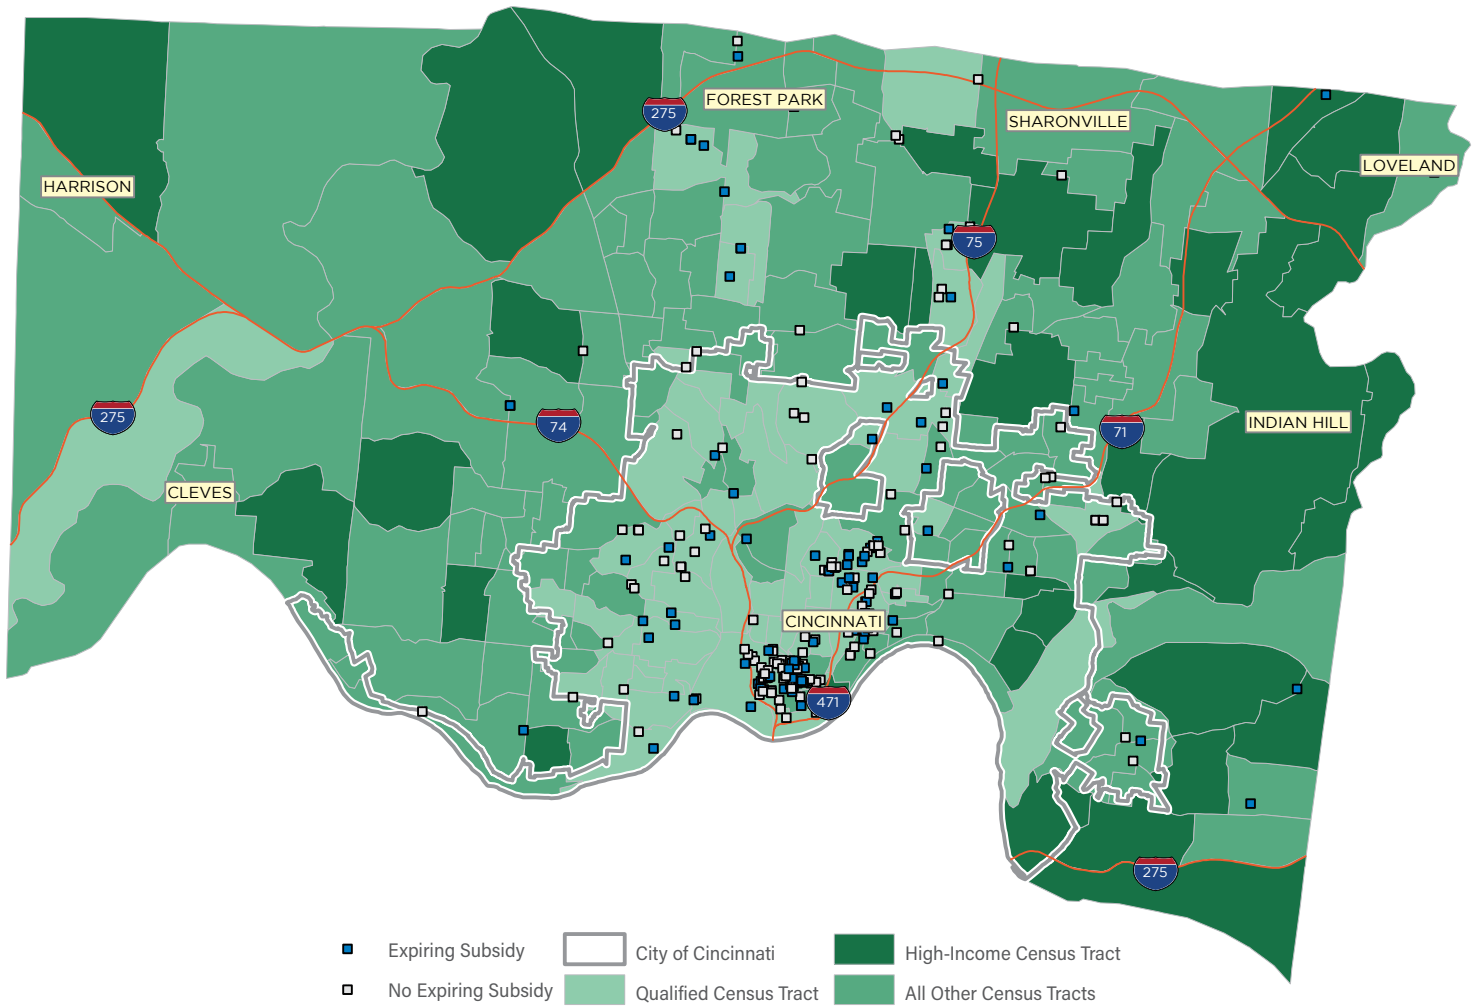 FOREST PARK
275
SHARONVILLE
LOVELAND
HARRISON
75
275
74
71
INDIAN HILL
CLEVES
CINCINNATI
471
275
Expiring Subsidy
City of Cincinnati
High-Income Census Tract
No Expiring Subsidy
Qualified Census Tract
All Other Census Tracts